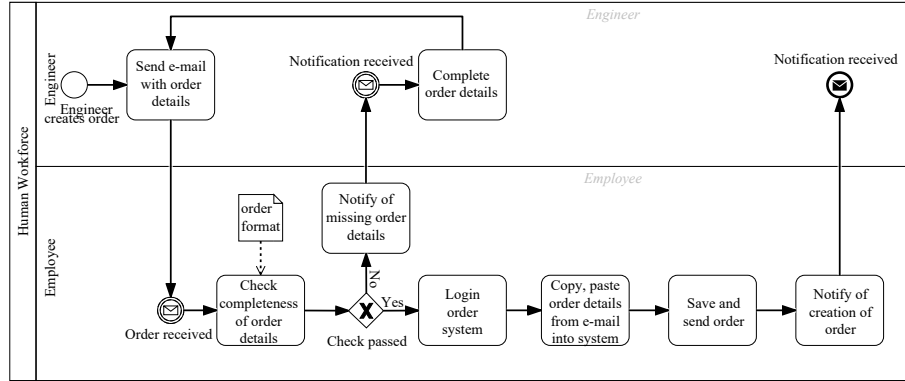 Human Workforce
Engineer
Engineer
Engineer
creates order
Send e-mail
with order
details
Notification received
Complete
order details
Notification received
Employee
Employee
order
format
Notify of
missing order
details
No
Order received
Check
completeness
of order
details
Yes
Check passed
Login
order
system
Copy, paste
order details
from e-mail
into system
Save and
send order
Notify of
creation of
order